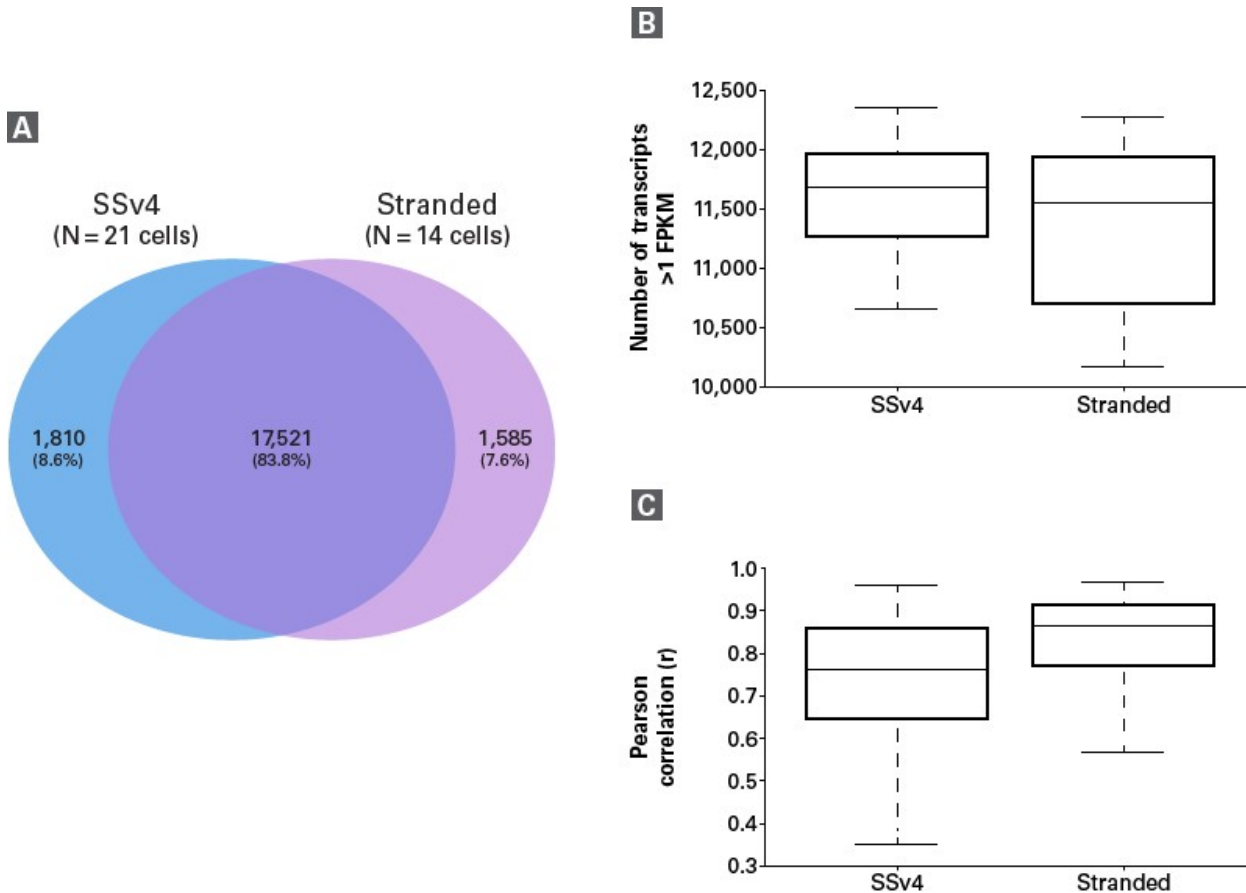 A
SSv4
(N = 21 cells)
Stranded
(N = 14 cells)
1,810
(8.6%)
17,521
(83.8%)
1,585
(7.6%)
B
Number of transcripts
>1 FPKM
12,500
12,000
11,500
11,000
10,500
10,000
SSv4
Stranded
C
Pearson
correlation (r)
1.0
0.9
0.8
0.7
0.6
0.5
0.4
0.3
SSv4
Stranded